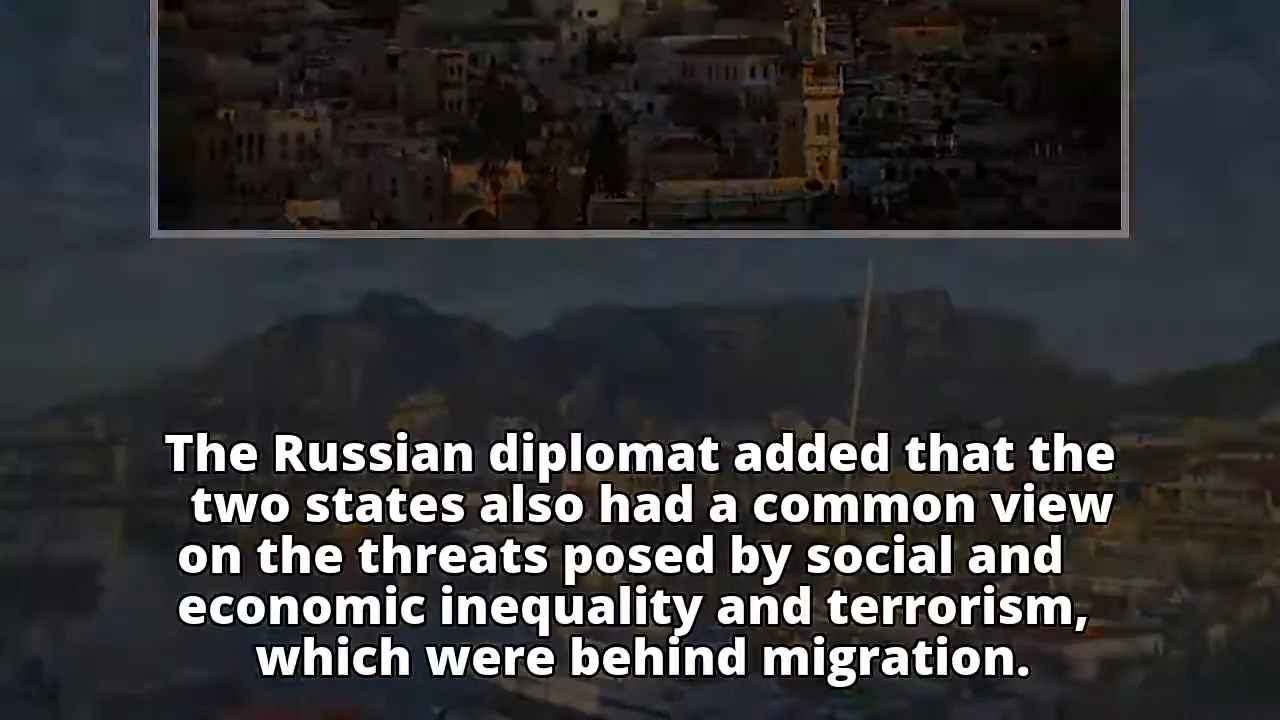 The Russian diplomat added that the
two states also had a common view
on the threats posed by social and
economic inequality and terrorism,
which were behind migration.